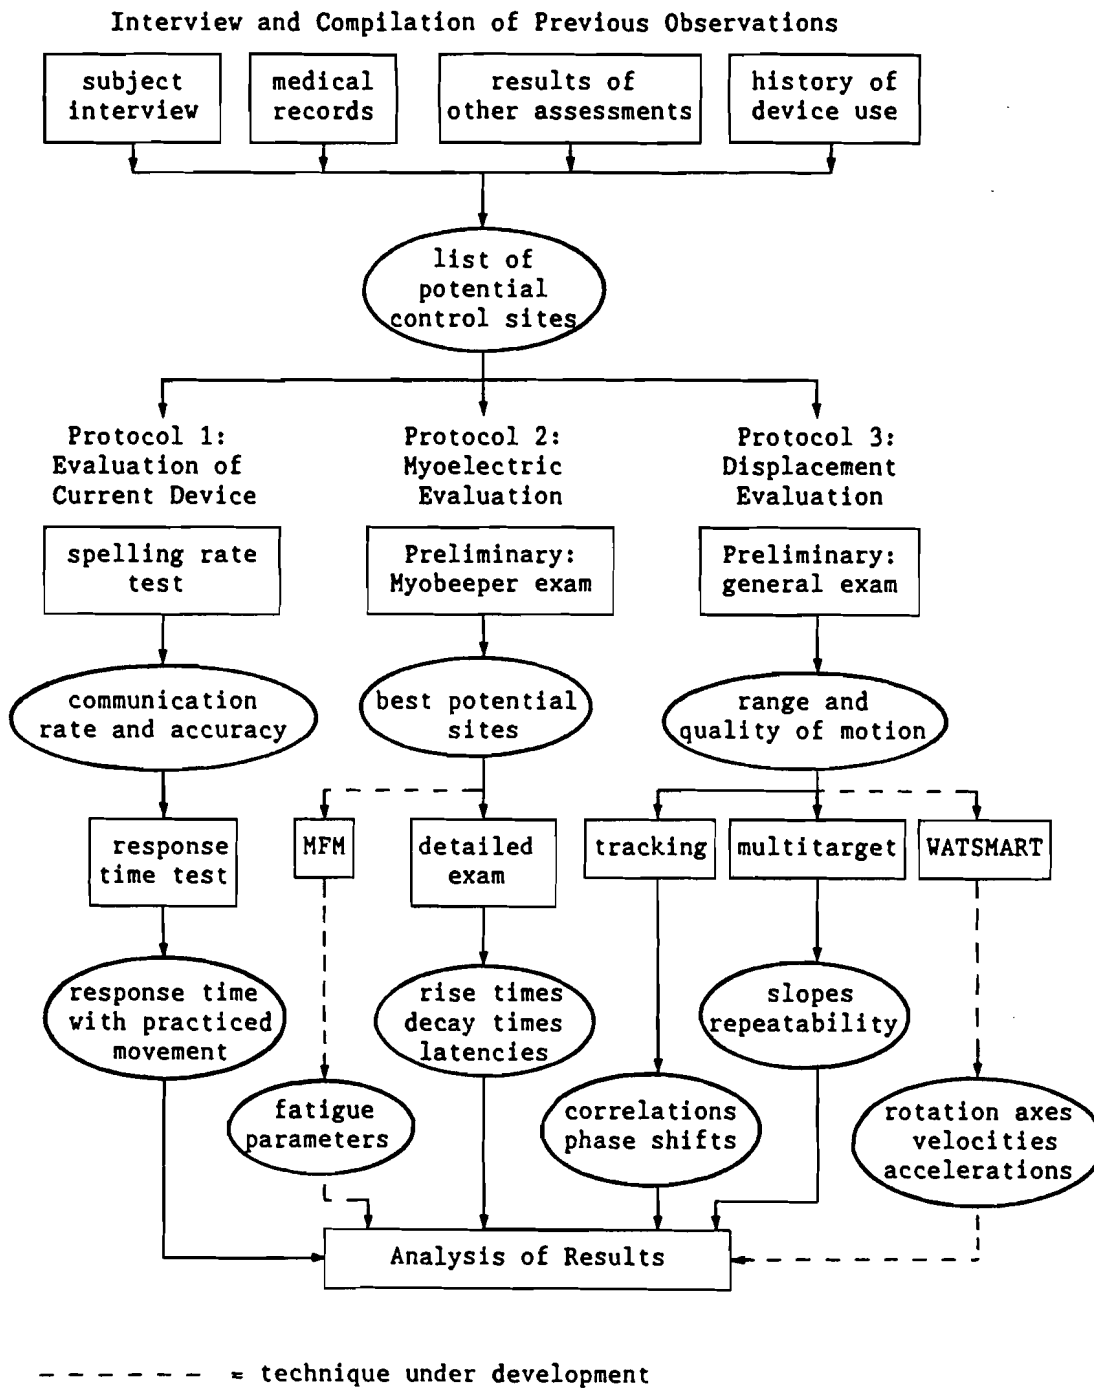 Interview and Compilation of Previous Observations
subject
interview
medical
records
results of
other assessments
history of
device use
list of
potential
control sites
Protocol 1:
Evaluation of
Current Device
Protocol 2:
Myoelectric
Evaluation
Protocol 3:
Displacement
Evaluation
spelling rate
test
Preliminary:
Myobeeper exam
Preliminary:
general exam
communication
rate and accuracy
best potential
sites
range and
quality of motion
response
time test
MFM
detailed
exam
tracking
multitarget
WATSMART
response time
with practiced
movement
rise times
decay times
latencies
slopes
repeatability
fatigue
parameters
correlations
phase shifts
rotation axes
velocities
accelerations
Analysis of Results
- - - - - - = technique under development